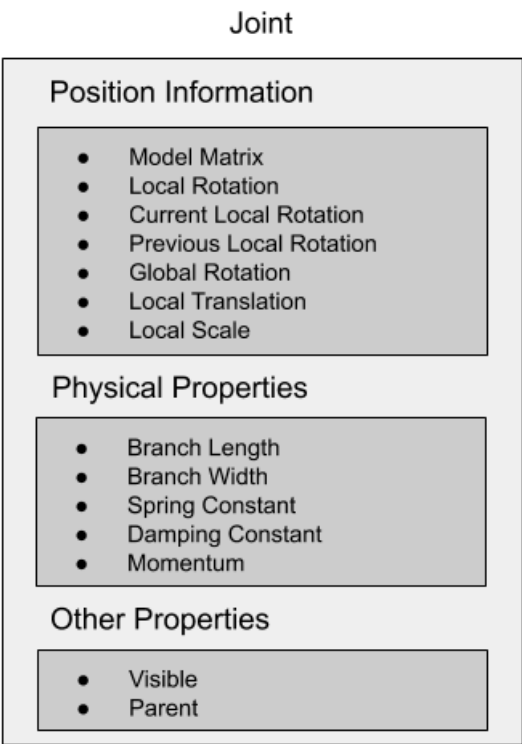 Joint
Position Information
● Model Matrix
● Local Rotation
● Current Local Rotation
● Previous Local Rotation
● Global Rotation
● Local Translation
● Local Scale
Physical Properties
● Branch Length
● Branch Width
● Spring Constant
● Damping Constant
● Momentum
Other Properties
● Visible
● Parent